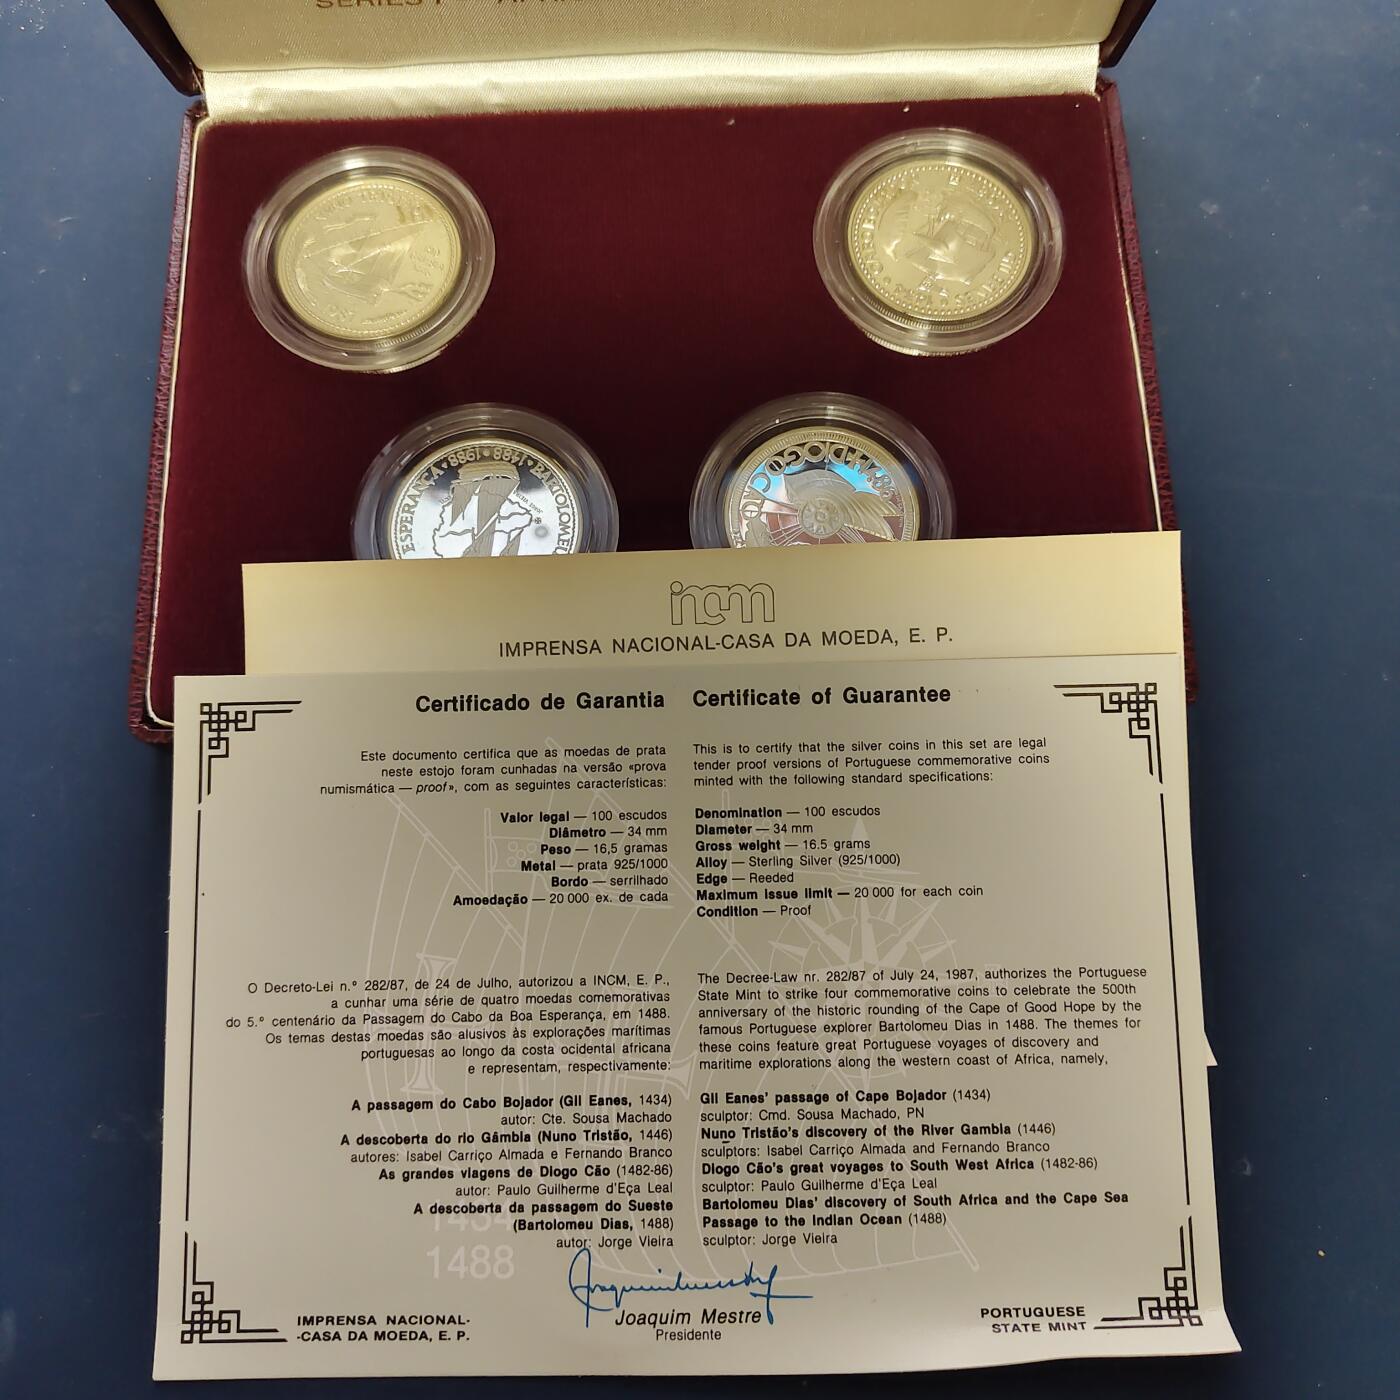 SERIES I
ESPERANÇA · 1988 · 1488 · BARTOLOMEU
1486
DIOGO CÃO
incm
IMPRENSA NACIONAL-CASA DA MOEDA, E. P.
Certificado de Garantia
Este documento certifica que as moedas de prata
neste estojo foram cunhadas na versão «prova
numismática — proof», com as seguintes características:
Valor legal — 100 escudos
Diâmetro — 34 mm
Peso — 16,5 gramas
Metal — prata 925/1000
Bordo — serrilhado
Amoedação — 20 000 ex. de cada
O Decreto-Lei n.º 282/87, de 24 de Julho, autorizou a INCM, E. P.,
a cunhar uma série de quatro moedas comemorativas
do 5.º centenário da Passagem do Cabo da Boa Esperança, em 1488.
Os temas destas moedas são alusivos às explorações marítimas
portuguesas ao longo da costa ocidental africana
e representam, respectivamente:
A passagem do Cabo Bojador (Gil Eanes, 1434)
autor: Cte. Sousa Machado
A descoberta do rio Gâmbia (Nuno Tristão, 1446)
autores: Isabel Carriço Almada e Fernando Branco
As grandes viagens de Diogo Cão (1482-86)
autor: Paulo Guilherme d'Eça Leal
A descoberta da passagem do Sueste
(Bartolomeu Dias, 1488)
autor: Jorge Vieira
1434
1488
Certificate of Guarantee
This is to certify that the silver coins in this set are legal
tender proof versions of Portuguese commemorative coins
minted with the following standard specifications:
Denomination — 100 escudos
Diameter — 34 mm
Gross weight — 16.5 grams
Alloy — Sterling Silver (925/1000)
Edge — Reeded
Maximum issue limit — 20 000 for each coin
Condition — Proof
The Decree-Law nr. 282/87 of July 24, 1987, authorizes the Portuguese
State Mint to strike four commemorative coins to celebrate the 500th
anniversary of the historic rounding of the Cape of Good Hope by the
famous Portuguese explorer Bartolomeu Dias in 1488. The themes for
these coins feature great Portuguese voyages of discovery and
maritime explorations along the western coast of Africa, namely,
Gil Eanes' passage of Cape Bojador (1434)
sculptor: Cmd. Sousa Machado, PN
Nuno Tristão's discovery of the River Gambia (1446)
sculptors: Isabel Carriço Almada and Fernando Branco
Diogo Cão's great voyages to South West Africa (1482-86)
sculptor: Paulo Guilherme d'Eça Leal
Bartolomeu Dias' discovery of South Africa and the Cape Sea
Passage to the Indian Ocean (1488)
sculptor: Jorge Vieira
Joaquim Mestre
Presidente
IMPRENSA NACIONAL-
-CASA DA MOEDA, E. P.
PORTUGUESE
STATE MINT